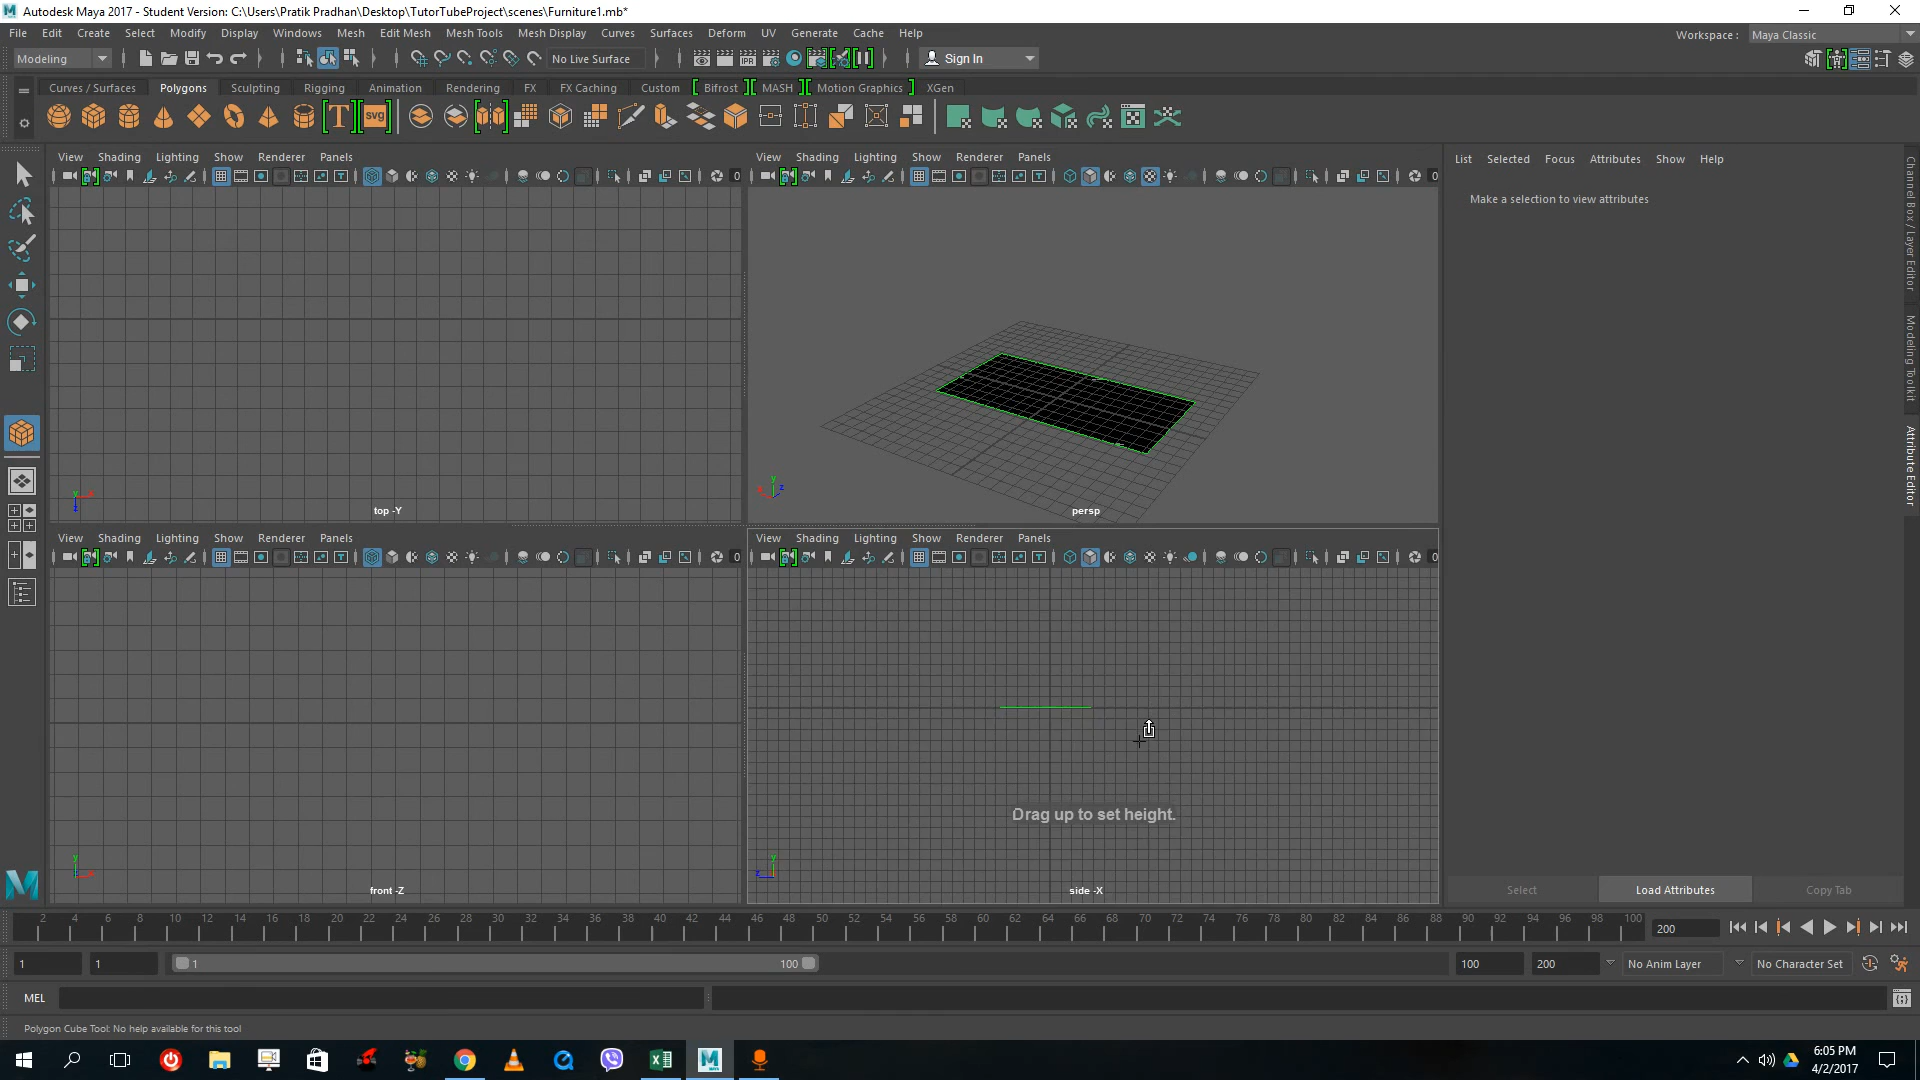 Autodesk Maya 2017 - Student Version: C:\Users\Pratik Pradhan\Desktop\TutorTubeProject\scenes\Furniture1.mb*
File Edit Create Select Modify Display Windows Mesh Edit Mesh Mesh Tools Mesh Display Curves Surfaces Deform UV Generate Cache Help
Workspace : Maya Classic
Modeling No Live Surface IPR Sign In
Curves / Surfaces Polygons Sculpting Rigging Animation Rendering FX FX Caching Custom Bifrost MASH Motion Graphics XGen
T svg
View Shading Lighting Show Renderer Panels
View Shading Lighting Show Renderer Panels
List Selected Focus Attributes Show Help
0
0
Make a selection to view attributes
Channel Box / Layer Editor
Modeling Toolkit
Attribute Editor
y x z
top -Y
y x z
persp
View Shading Lighting Show Renderer Panels
View Shading Lighting Show Renderer Panels
0
0
Drag up to set height.
y x
front -Z
y z
side -X
Select Load Attributes Copy Tab
2 4 6 8 10 12 14 16 18 20 22 24 26 28 30 32 34 36 38 40 42 44 46 48 50 52 54 56 58 60 62 64 66 68 70 72 74 76 78 80 82 84 86 88 90 92 94 96 98 100
200
1 1 1 100 100 200 No Anim Layer No Character Set
MEL
Polygon Cube Tool: No help available for this tool
6:05 PM
4/2/2017